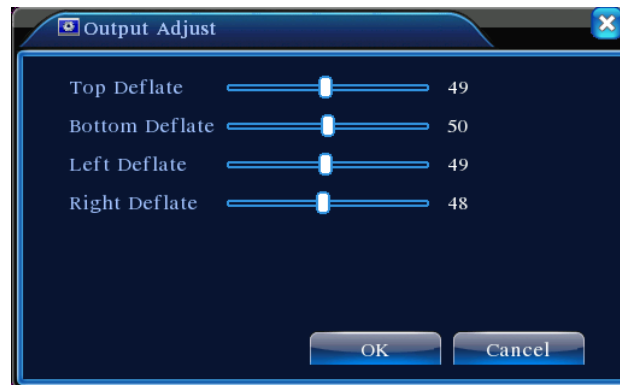 Output Adjust
Top Deflate 49
Bottom Deflate 50
Left Deflate 49
Right Deflate 48
OK Cancel